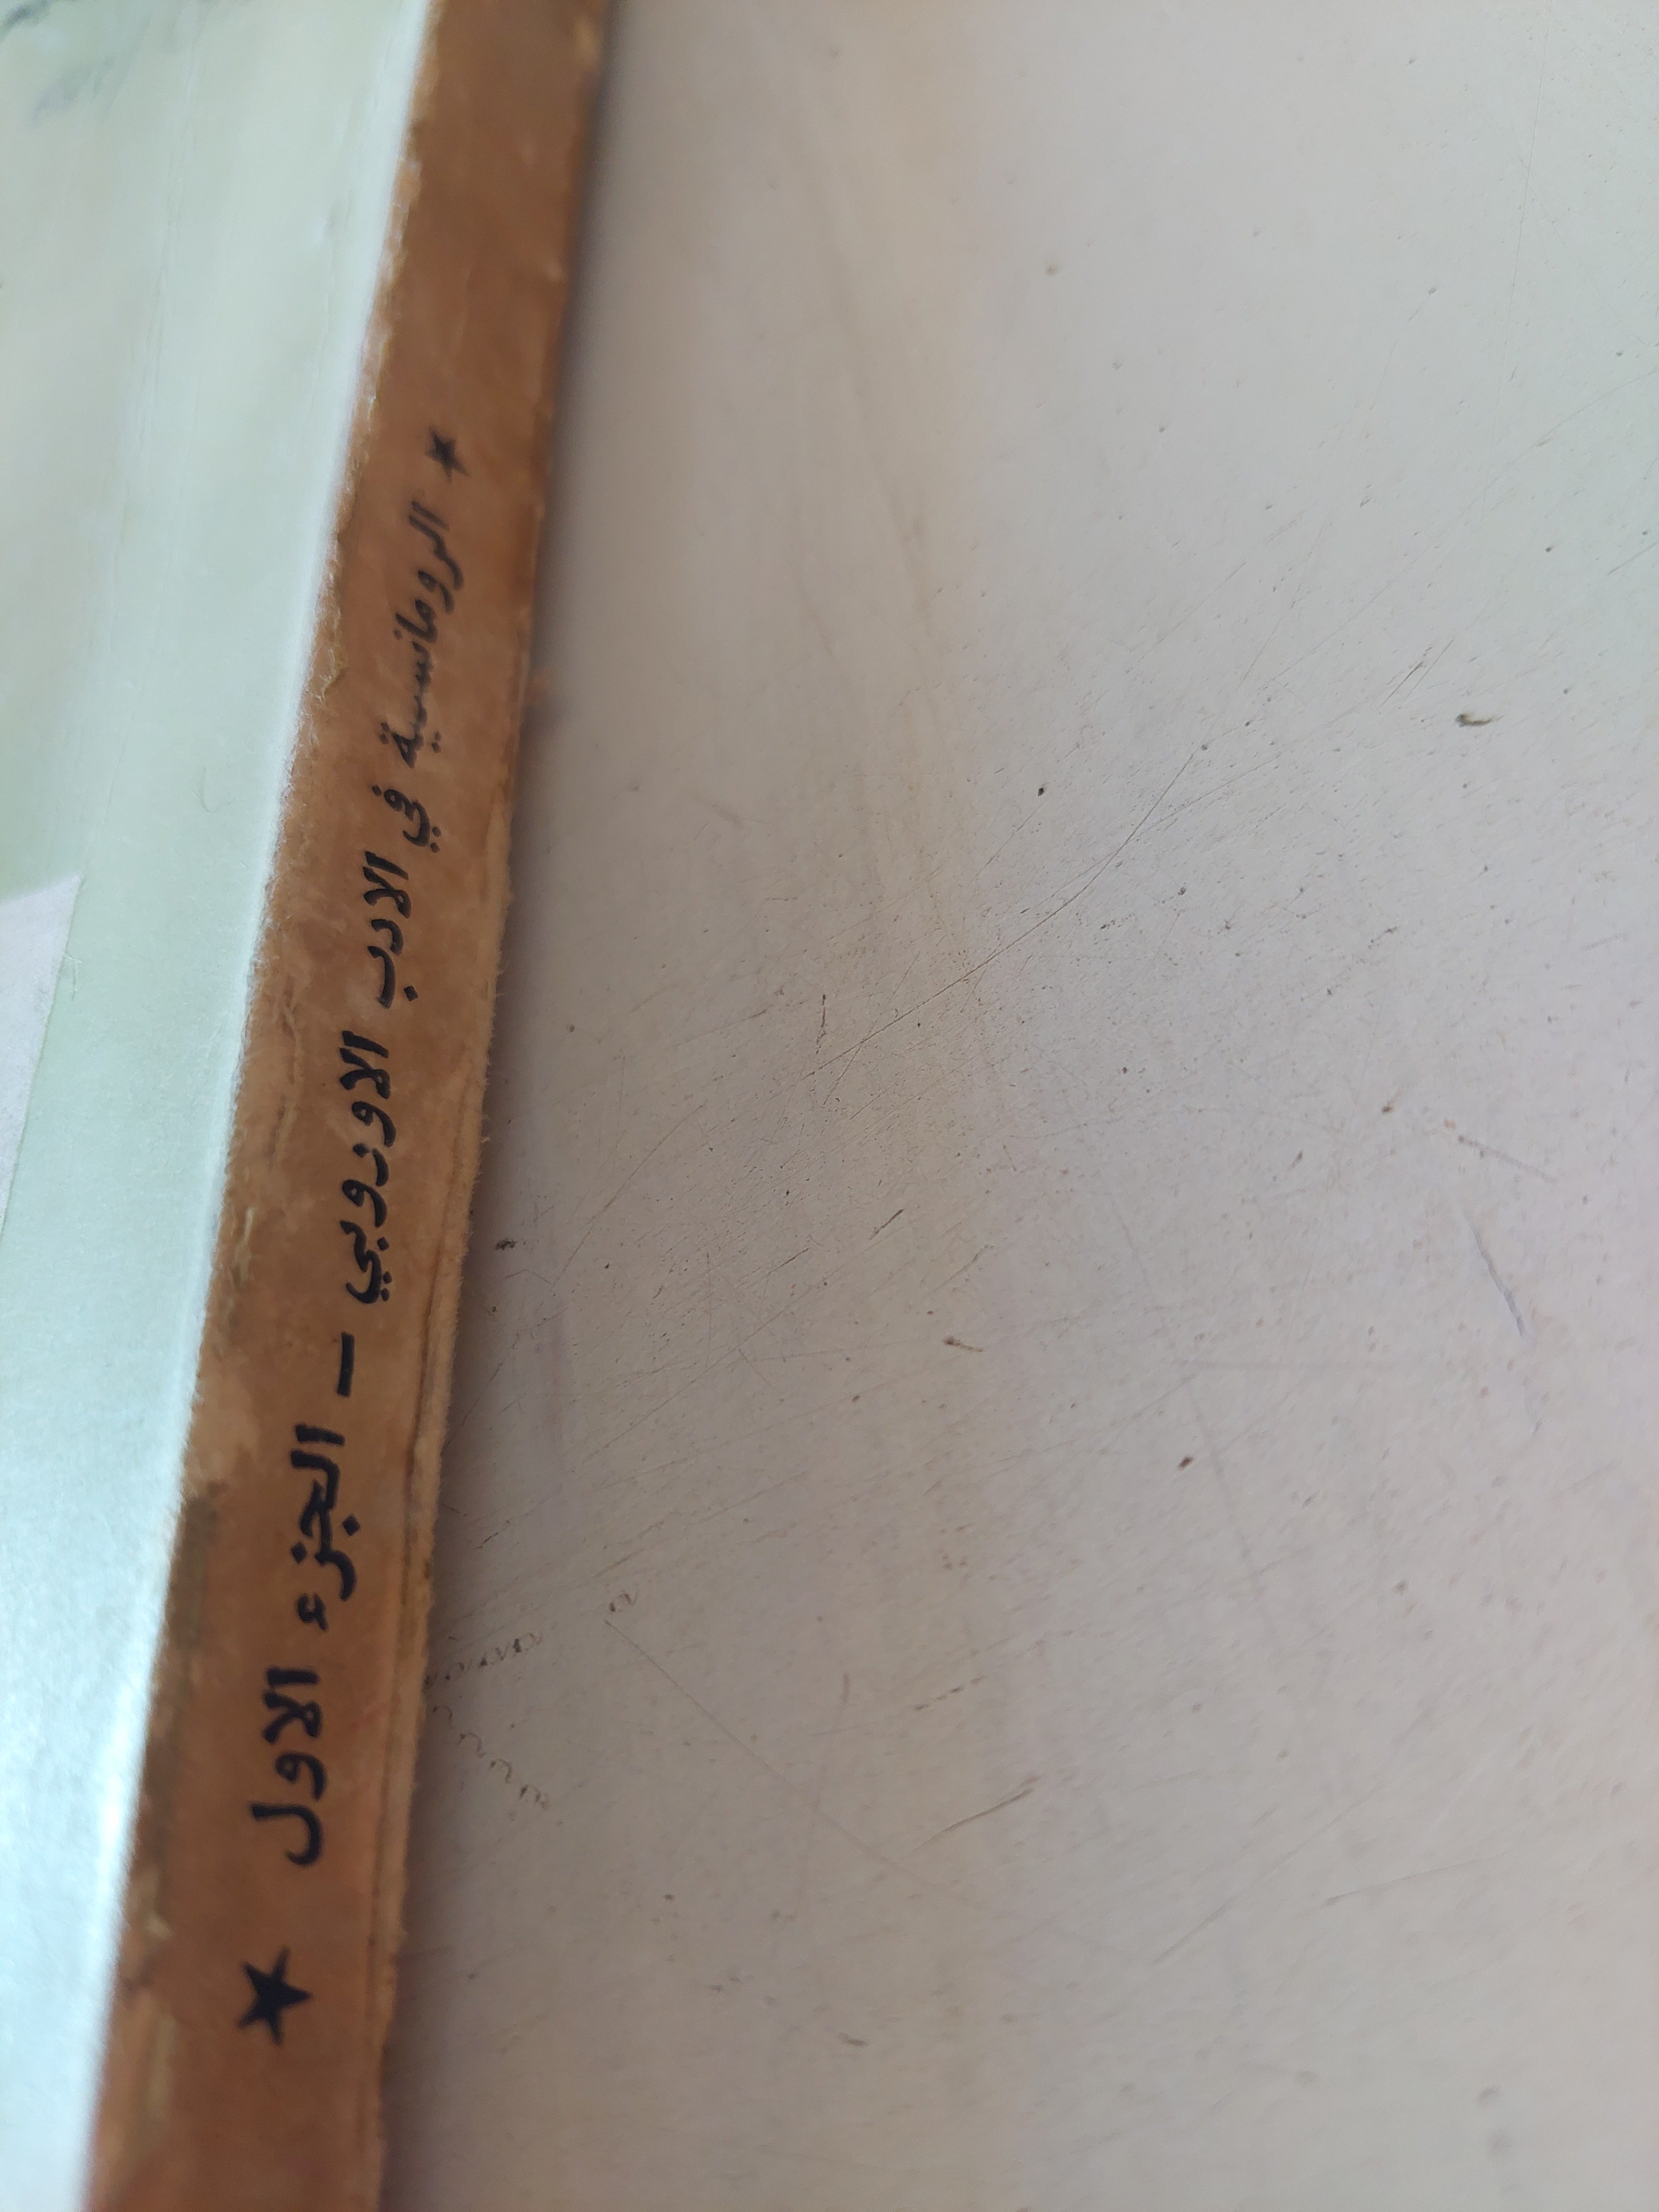 ★ الرومانسية في الادب الاوروبي – الجزء الاول ★